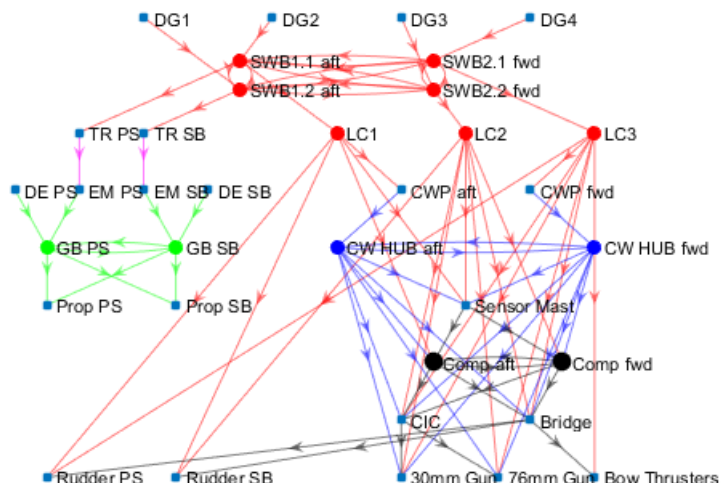 DG1 DG2 DG3 DG4
SWB1.1 aft SWB2.1 fwd
SWB1.2 aft SWB2.2 fwd
TR PS TR SB LC1 LC2 LC3
DE PS EM PS EM SB DE SB CWP aft CWP fwd
GB PS GB SB CW HUB aft CW HUB fwd
Prop PS Prop SB Sensor Mast
Comp aft Comp fwd
CIC Bridge
Rudder PS Rudder SB 30mm Gun 76mm Gun Bow Thrusters